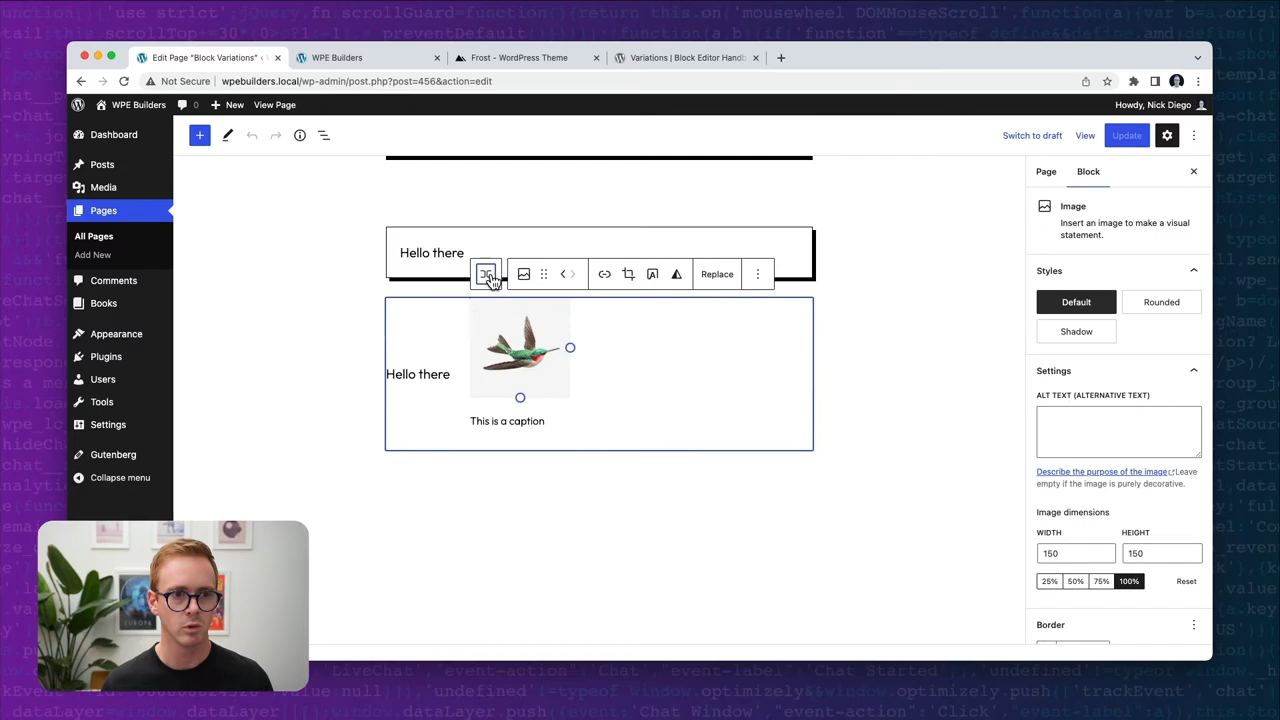 Edit Page "Block Variations" ‹
WPE Builders
Frost - WordPress Theme
Variations | Block Editor Handb
Not Secure
wpebuilders.local/wp-admin/post.php?post=456&action=edit
WPE Builders
0
New
View Page
Howdy, Nick Diego
Dashboard
Posts
Media
Pages
All Pages
Add New
Comments
Books
Appearance
Plugins
Users
Tools
Settings
Gutenberg
Collapse menu
Switch to draft
View
Update
Hello there
Replace
Hello there
This is a caption
Page
Block
Image
Insert an image to make a visual
statement.
Styles
Default
Rounded
Shadow
Settings
ALT TEXT (ALTERNATIVE TEXT)
Describe the purpose of the image Leave
empty if the image is purely decorative.
Image dimensions
WIDTH
HEIGHT
150
150
25%
50%
75%
100%
Reset
Border
EUROPA